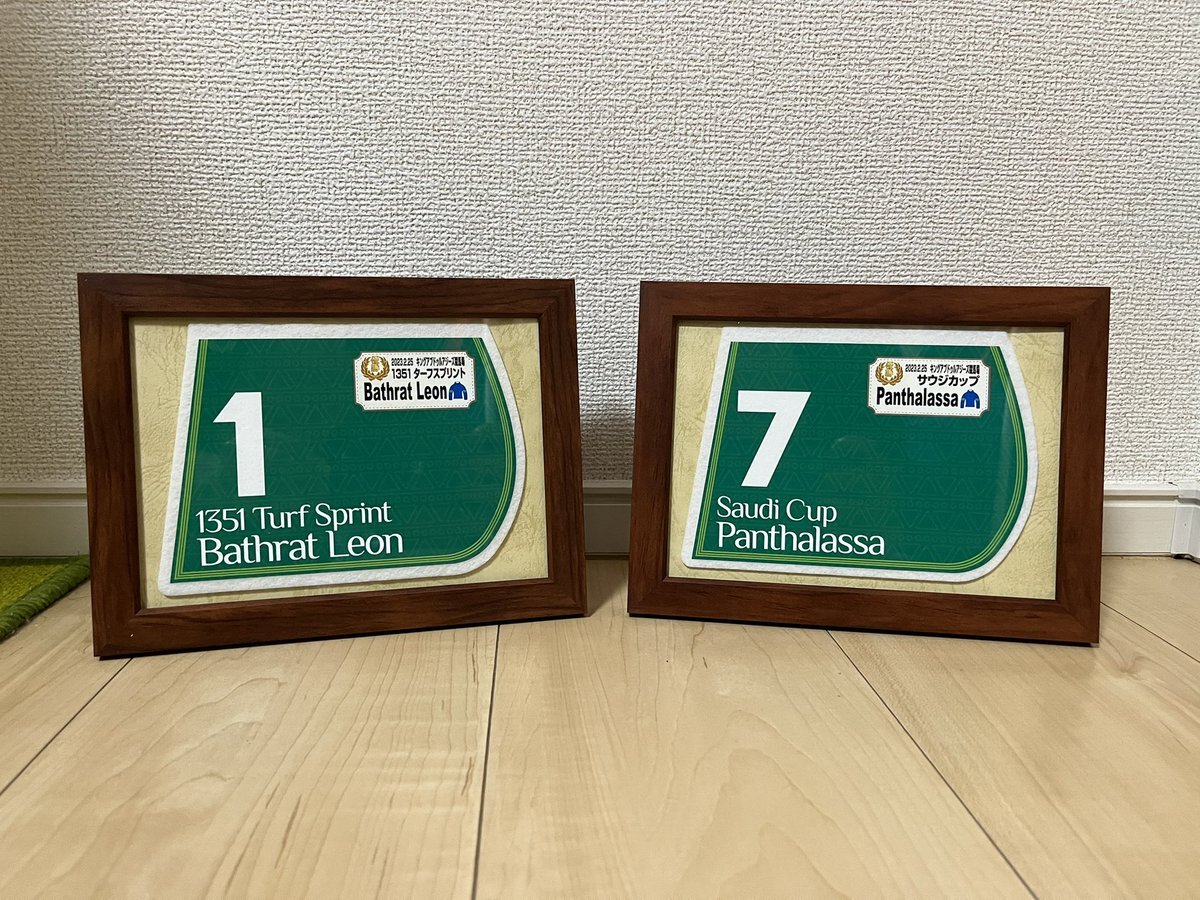 2023.2.25 キングアブドゥルアジーズ競馬場
1351 ターフスプリント
Bathrat Leon
1
1351 Turf Sprint
Bathrat Leon
2023.2.25 キングアブドゥルアジーズ競馬場
サウジカップ
Panthalassa
7
Saudi Cup
Panthalassa